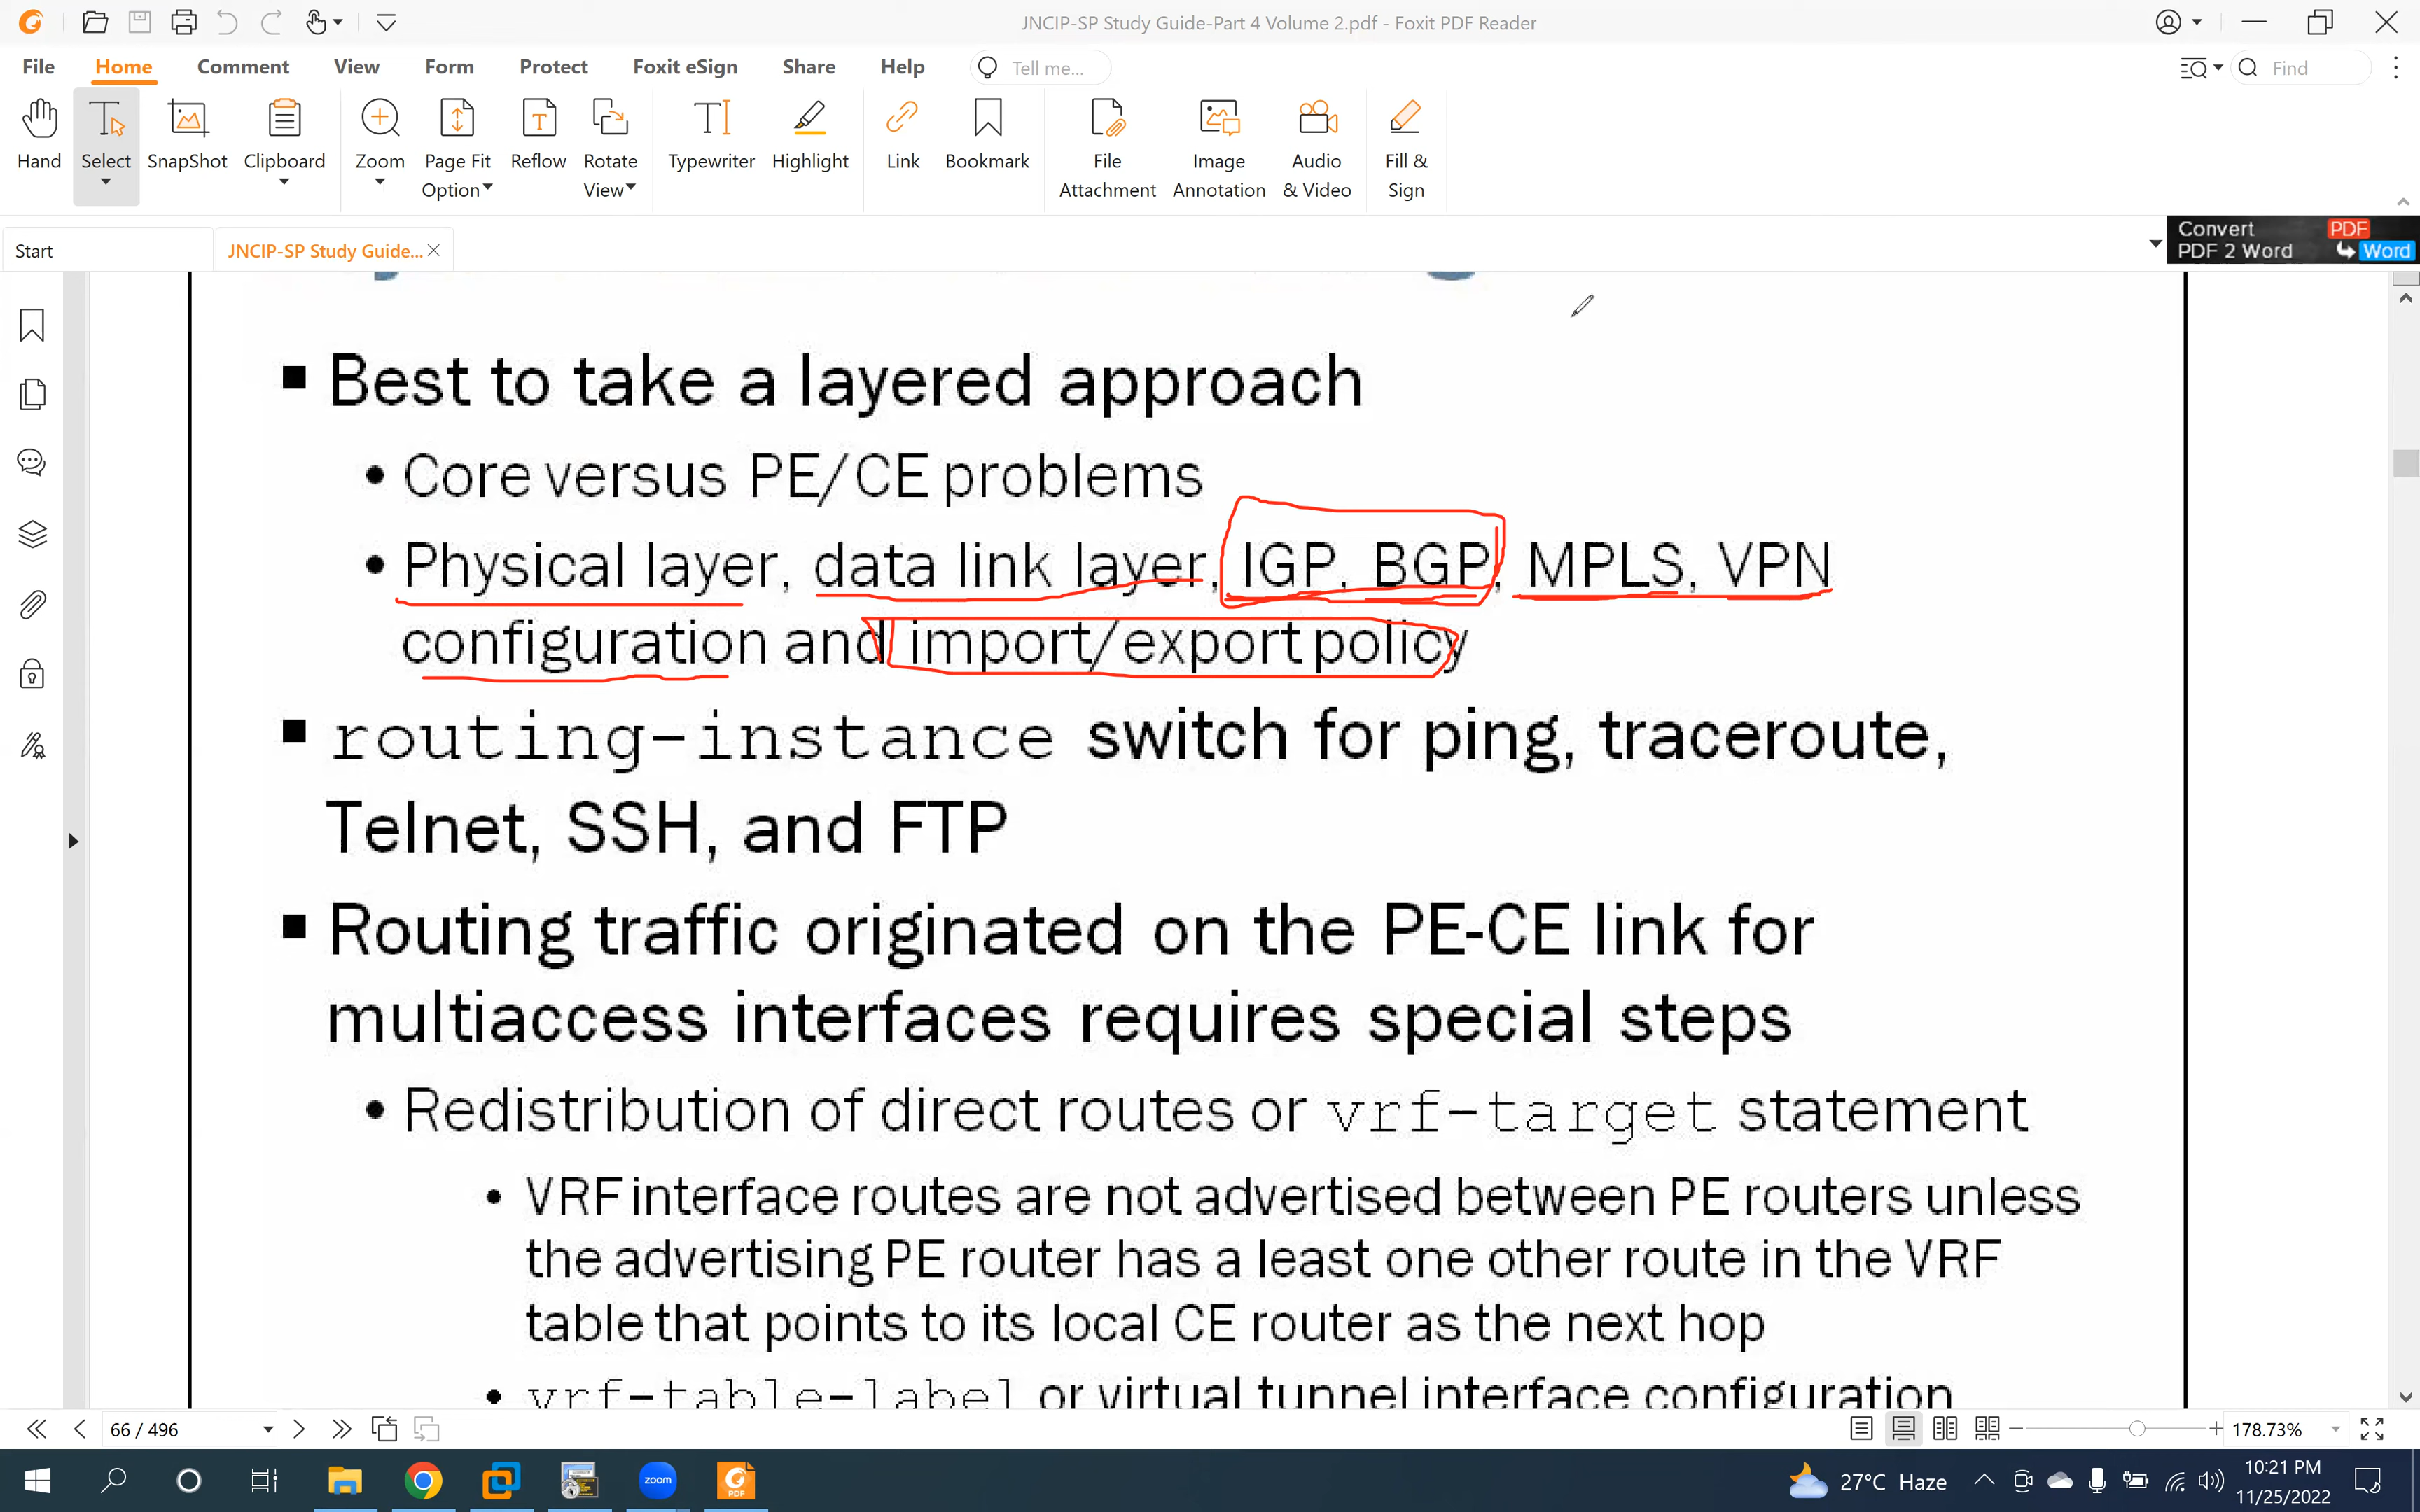 JNCIP-SP Study Guide-Part 4 Volume 2.pdf - Foxit PDF Reader
File Home Comment View Form Protect Foxit eSign Share Help Tell me... Find
Hand Select SnapShot Clipboard Zoom Page Fit Option Reflow Rotate View Typewriter Highlight Link Bookmark File Attachment Image Annotation Audio & Video Fill & Sign
Start JNCIP-SP Study Guide...
Convert PDF
PDF 2 Word Word
■ Best to take a layered approach
• Core versus PE/CE problems
• Physical layer, data link layer, IGP, BGP, MPLS, VPN
configuration and import/export policy
■ routing-instance switch for ping, traceroute,
Telnet, SSH, and FTP
■ Routing traffic originated on the PE-CE link for
multiaccess interfaces requires special steps
• Redistribution of direct routes or vrf-target statement
• VRF interface routes are not advertised between PE routers unless
the advertising PE router has a least one other route in the VRF
table that points to its local CE router as the next hop
• vrf-table-label or virtual tunnel interface configuration
66 / 496 178.73%
zoom PDF 27°C Haze 10:21 PM
11/25/2022